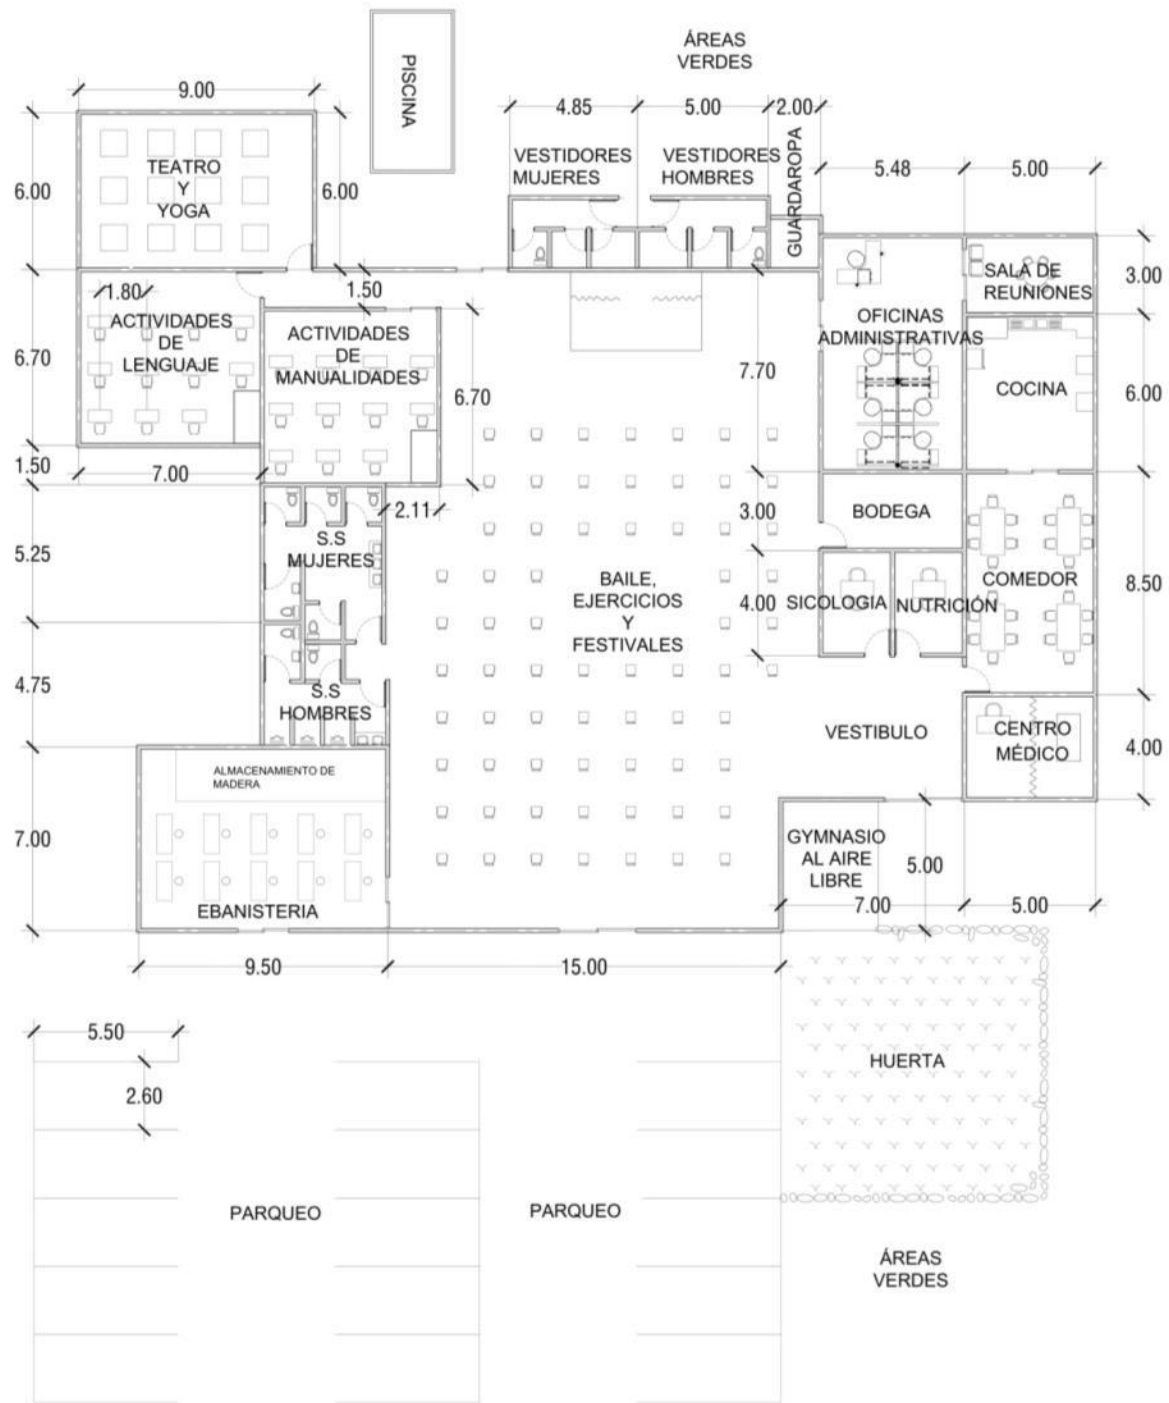 PISCINA
ÁREAS
VERDES
9.00
4.85
5.00
2.00
VESTIDORES
MUJERES
VESTIDORES
HOMBRES
GUARDAROPA
5.48
5.00
6.00
TEATRO
Y
YOGA
6.00
3.00
SALA DE
REUNIONES
1.80
1.50
ACTIVIDADES
DE
LENGUAJE
ACTIVIDADES
DE
MANUALIDADES
OFICINAS
ADMINISTRATIVAS
6.70
6.70
7.70
COCINA
6.00
1.50
7.00
2.11
3.00
BODEGA
5.25
S.S
MUJERES
BAILE,
EJERCICIOS
Y
FESTIVALES
4.00
SICOLOGIA
NUTRICIÓN
COMEDOR
8.50
4.75
S.S
HOMBRES
VESTIBULO
CENTRO
MÉDICO
4.00
ALMACENAMIENTO DE
MADERA
7.00
GYMNASIO
AL AIRE
LIBRE
5.00
7.00
5.00
EBANISTERIA
9.50
15.00
5.50
2.60
HUERTA
PARQUEO
PARQUEO
ÁREAS
VERDES